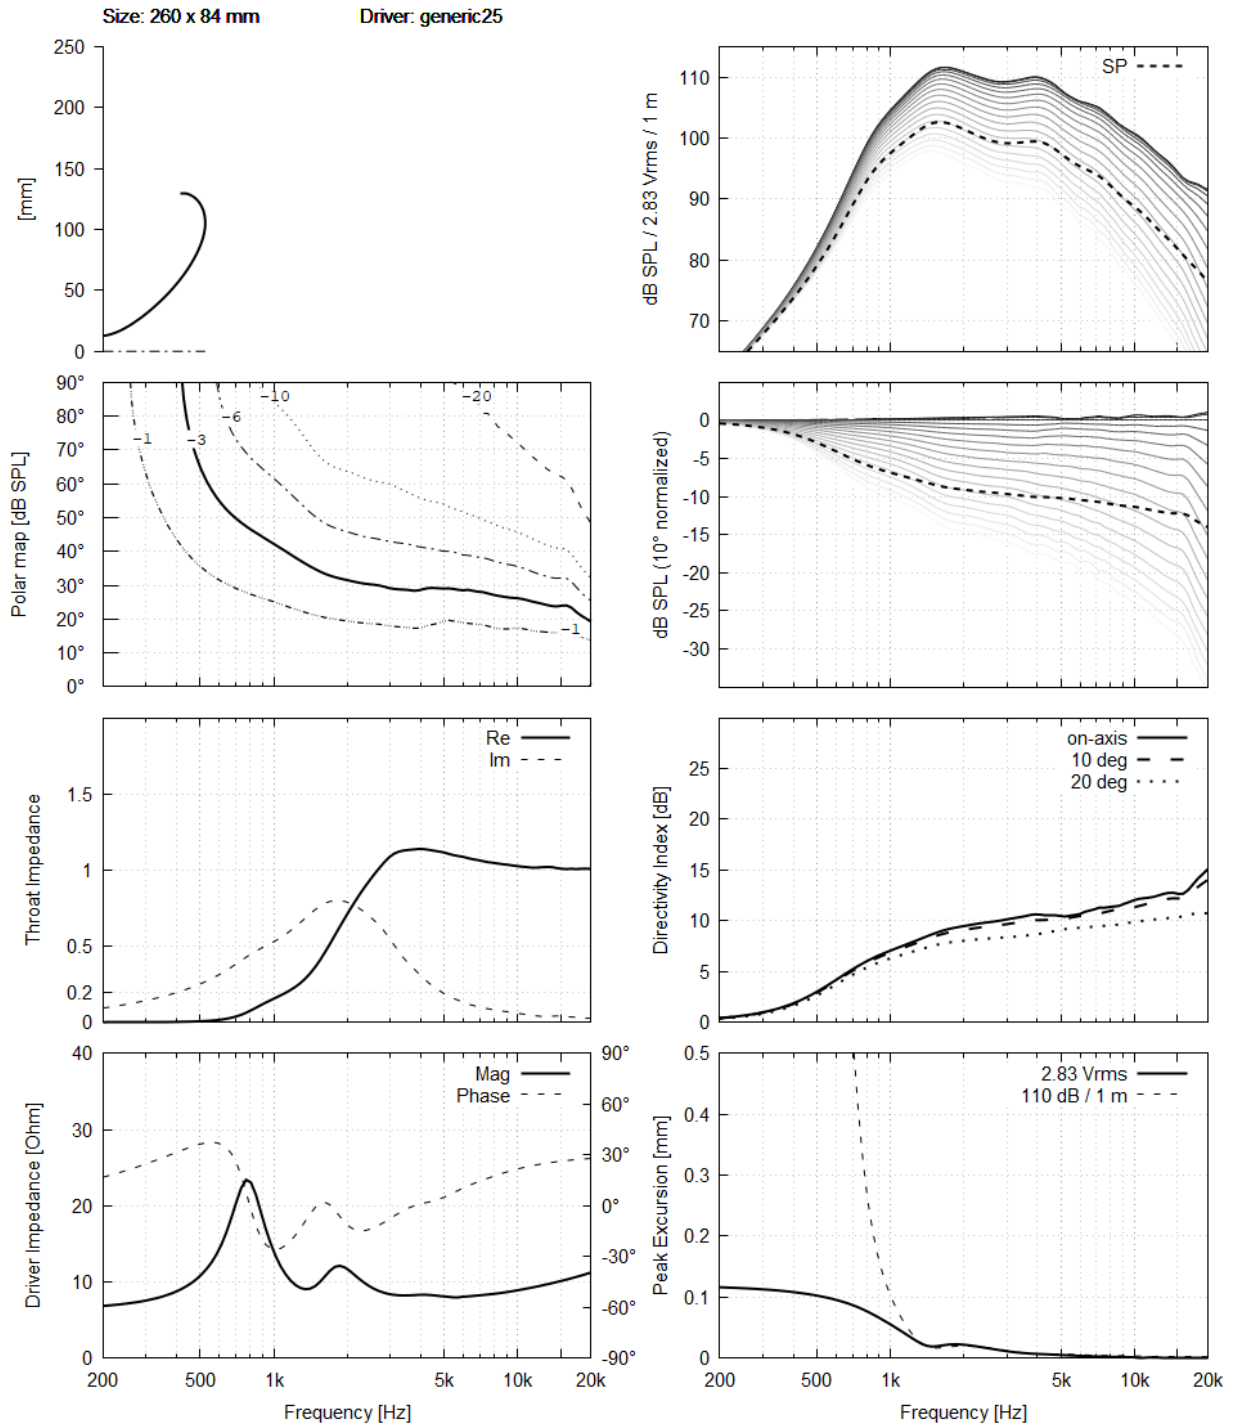 Size: 260 x 84 mm
Driver: generic25
[mm]
250
200
150
100
50
0
dB SPL / 2.83 Vrms / 1 m
110
100
90
80
70
SP
Polar map [dB SPL]
90°
80°
70°
60°
50°
40°
30°
20°
10°
0°
-1
-3
-6
-10
-20
-1
dB SPL (10° normalized)
0
-5
-10
-15
-20
-25
-30
Throat Impedance
1.5
1
0.5
0.2
0
Re
Im
Directivity Index [dB]
25
20
15
10
5
0
on-axis
10 deg
20 deg
Driver Impedance [Ohm]
40
30
20
10
0
Mag
Phase
90°
60°
30°
0°
-30°
-60°
-90°
200
500
1k
2k
5k
10k
20k
Frequency [Hz]
Peak Excursion [mm]
0.5
0.4
0.3
0.2
0.1
0
2.83 Vrms
110 dB / 1 m
200
500
1k
2k
5k
10k
20k
Frequency [Hz]